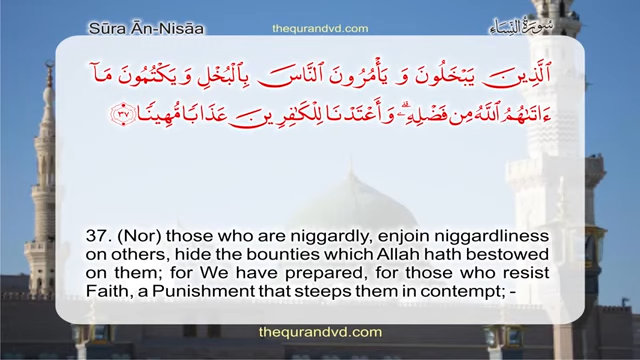 Sūra Ān-Nisāa
thequrandvd.com
سورة النساء
ٱلَّذِينَ يَبْخَلُونَ وَيَأْمُرُونَ ٱلنَّاسَ بِٱلْبُخْلِ وَيَكْتُمُونَ مَآ
ءَاتَىٰهُمُ ٱللَّهُ مِن فَضْلِهِۦ ۗ وَأَعْتَدْنَا لِلْكَـٰفِرِينَ عَذَابًا مُّهِينًا ٣٧
37. (Nor) those who are niggardly, enjoin niggardliness
on others, hide the bounties which Allah hath bestowed
on them; for We have prepared, for those who resist
Faith, a Punishment that steeps them in contempt; -
thequrandvd.com